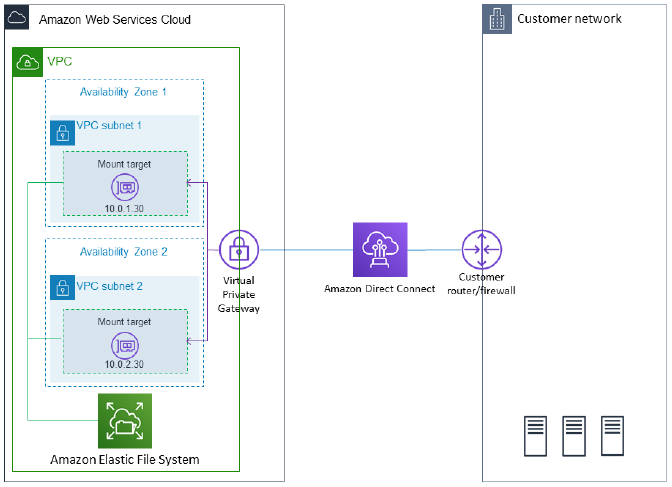 Amazon Web Services Cloud
Customer network
VPC
Availability Zone 1
VPC subnet 1
Mount target
10.0.1.30
Availability Zone 2
VPC subnet 2
Mount target
10.0.2.30
Amazon Elastic File System
Virtual
Private
Gateway
Amazon Direct Connect
Customer
router/firewall